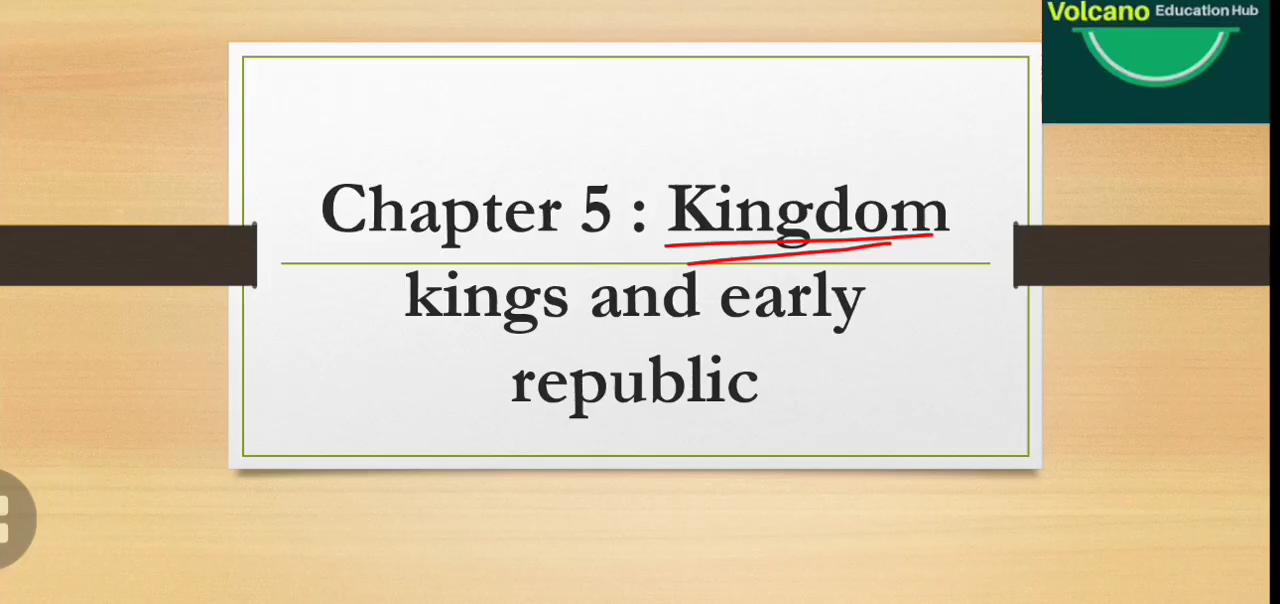 Volcano Education Hub
Chapter 5 : Kingdom
kings and early
republic